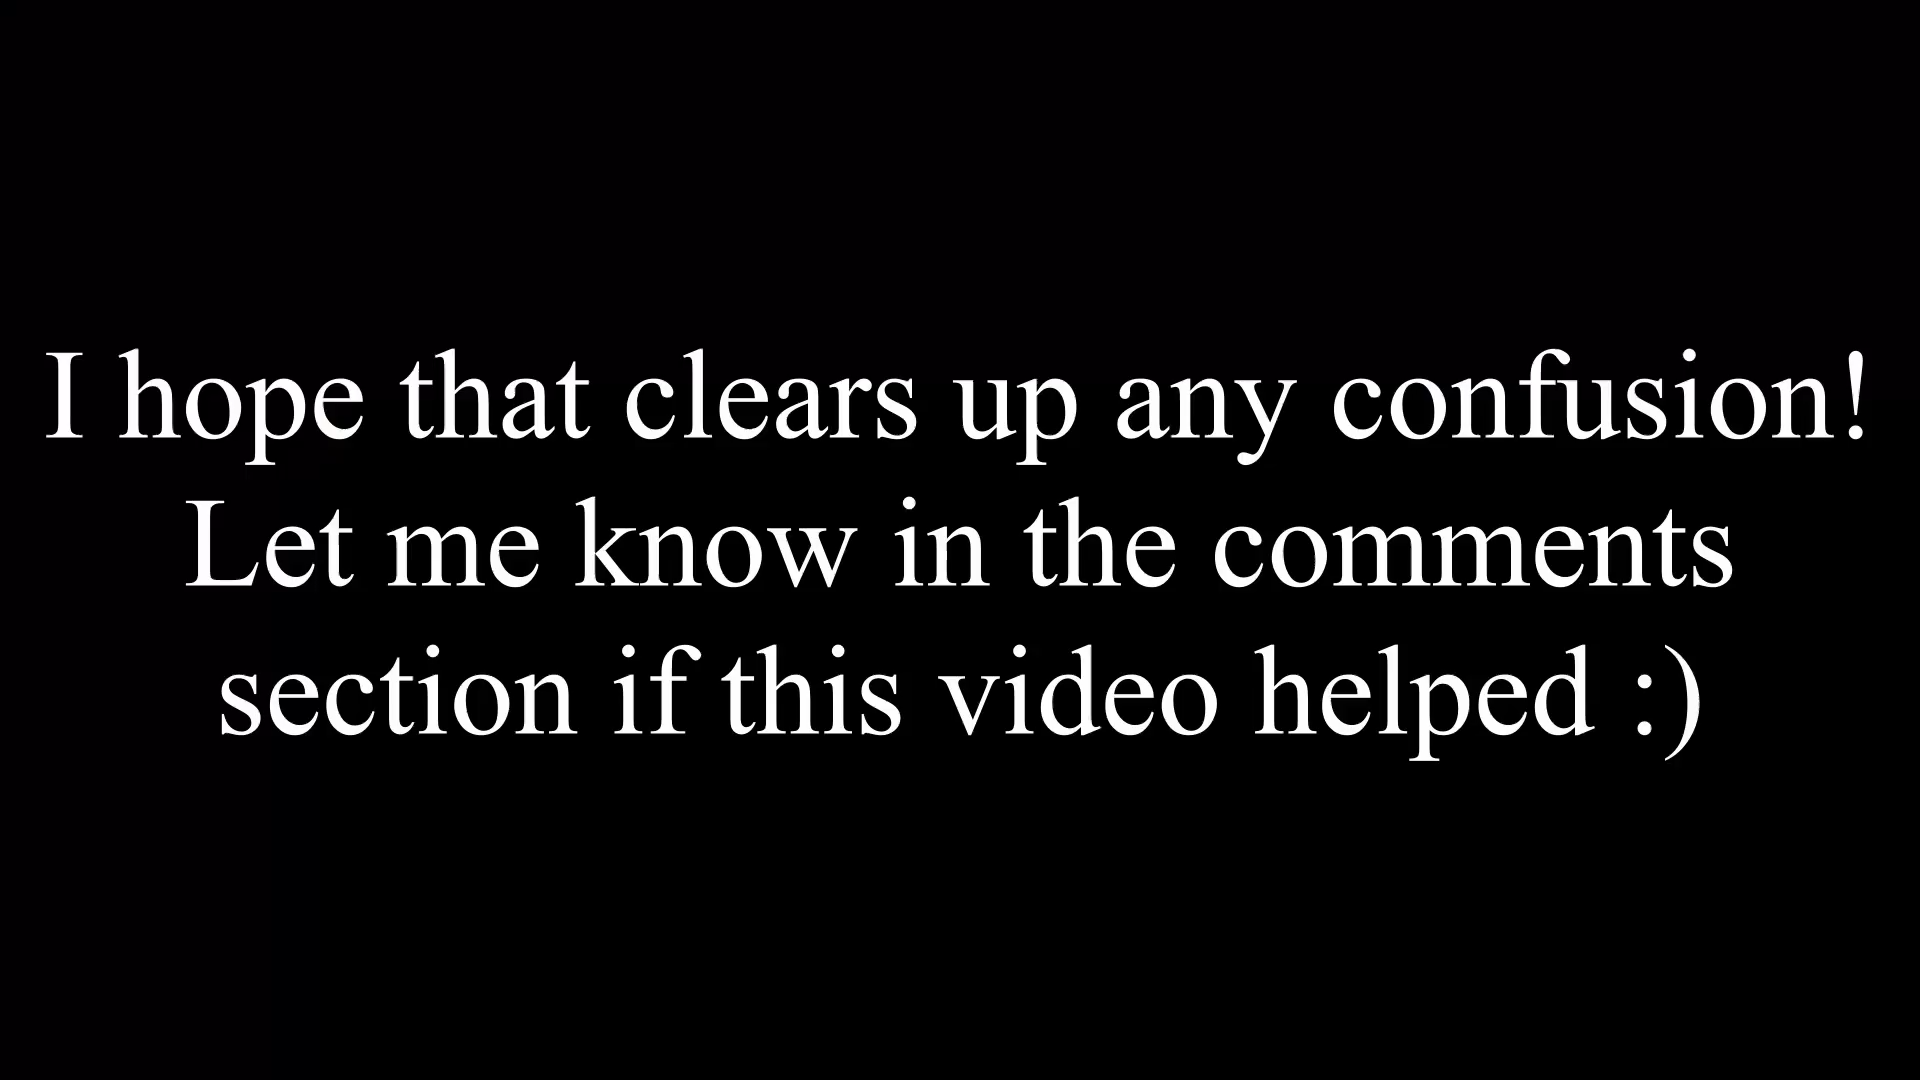 I hope that clears up any confusion!
Let me know in the comments
section if this video helped :)